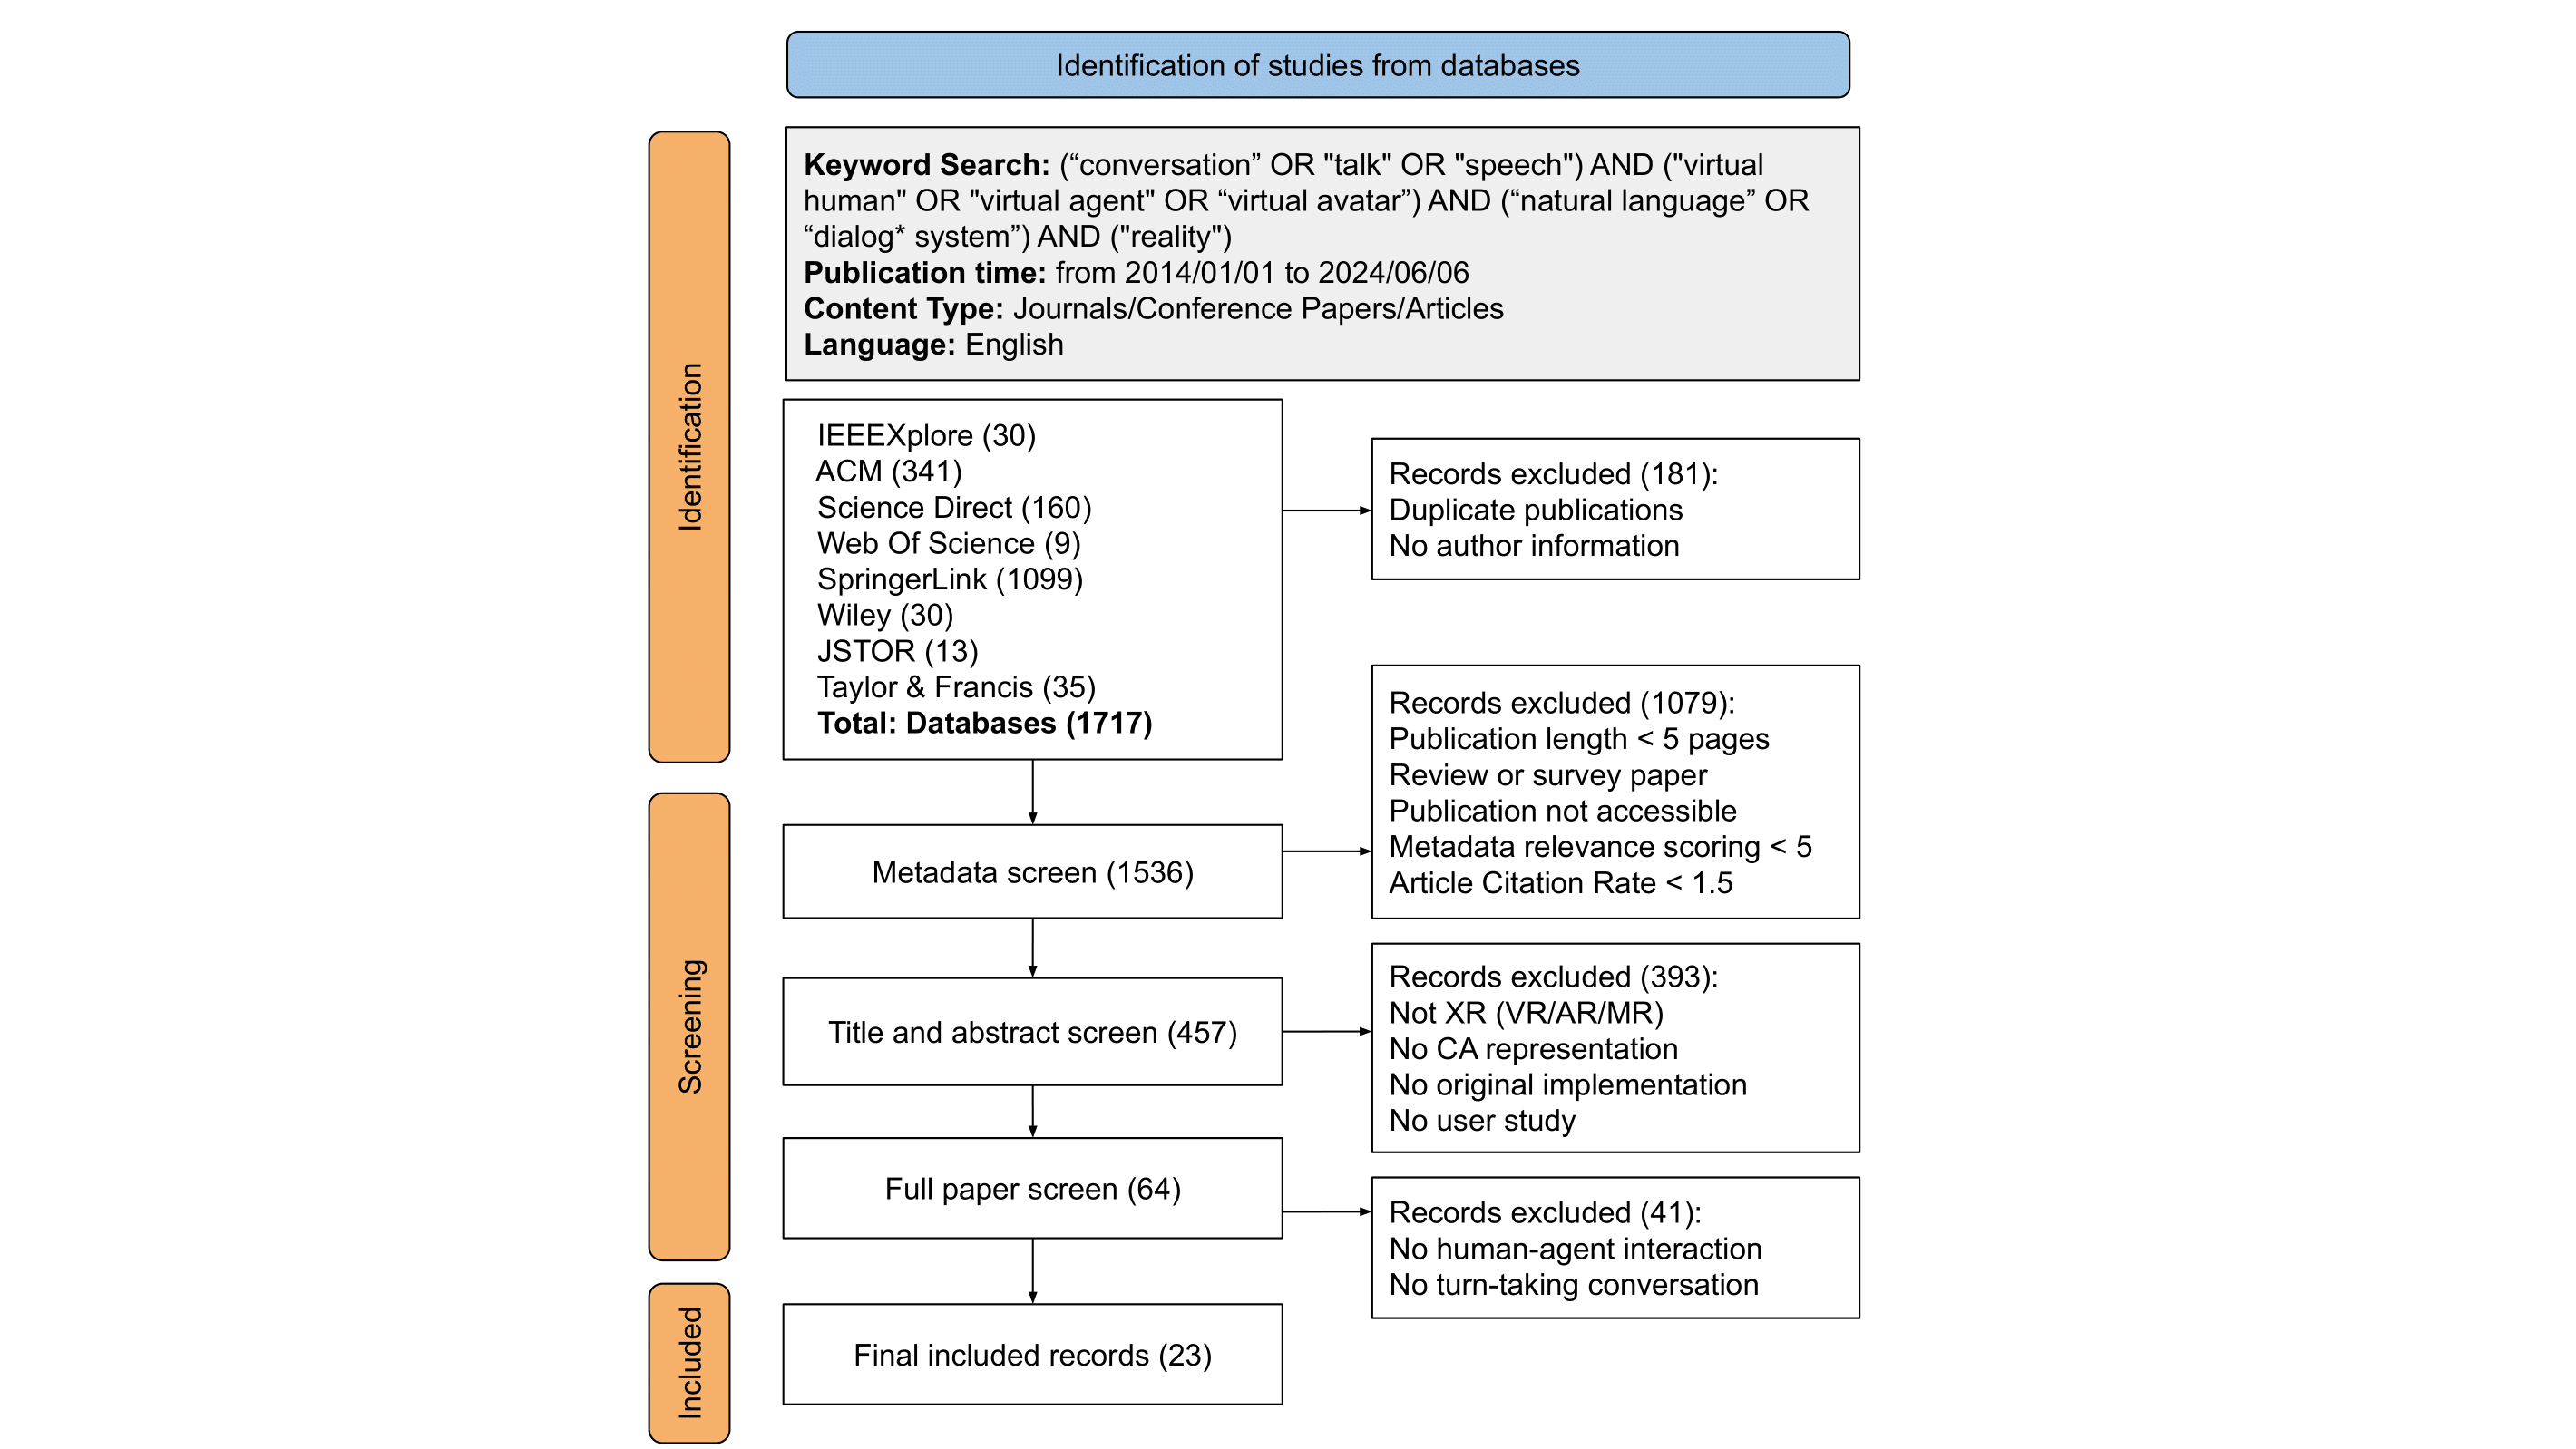 Identification of studies from databases
Identification
Keyword Search: (“conversation” OR "talk" OR "speech") AND ("virtual
human" OR "virtual agent" OR “virtual avatar”) AND (“natural language” OR
“dialog* system”) AND ("reality")
Publication time: from 2014/01/01 to 2024/06/06
Content Type: Journals/Conference Papers/Articles
Language: English
IEEEXplore (30)
ACM (341)
Science Direct (160)
Web Of Science (9)
SpringerLink (1099)
Wiley (30)
JSTOR (13)
Taylor & Francis (35)
Total: Databases (1717)
Records excluded (181):
Duplicate publications
No author information
Screening
Metadata screen (1536)
Records excluded (1079):
Publication length < 5 pages
Review or survey paper
Publication not accessible
Metadata relevance scoring < 5
Article Citation Rate < 1.5
Title and abstract screen (457)
Records excluded (393):
Not XR (VR/AR/MR)
No CA representation
No original implementation
No user study
Full paper screen (64)
Records excluded (41):
No human-agent interaction
No turn-taking conversation
Included
Final included records (23)